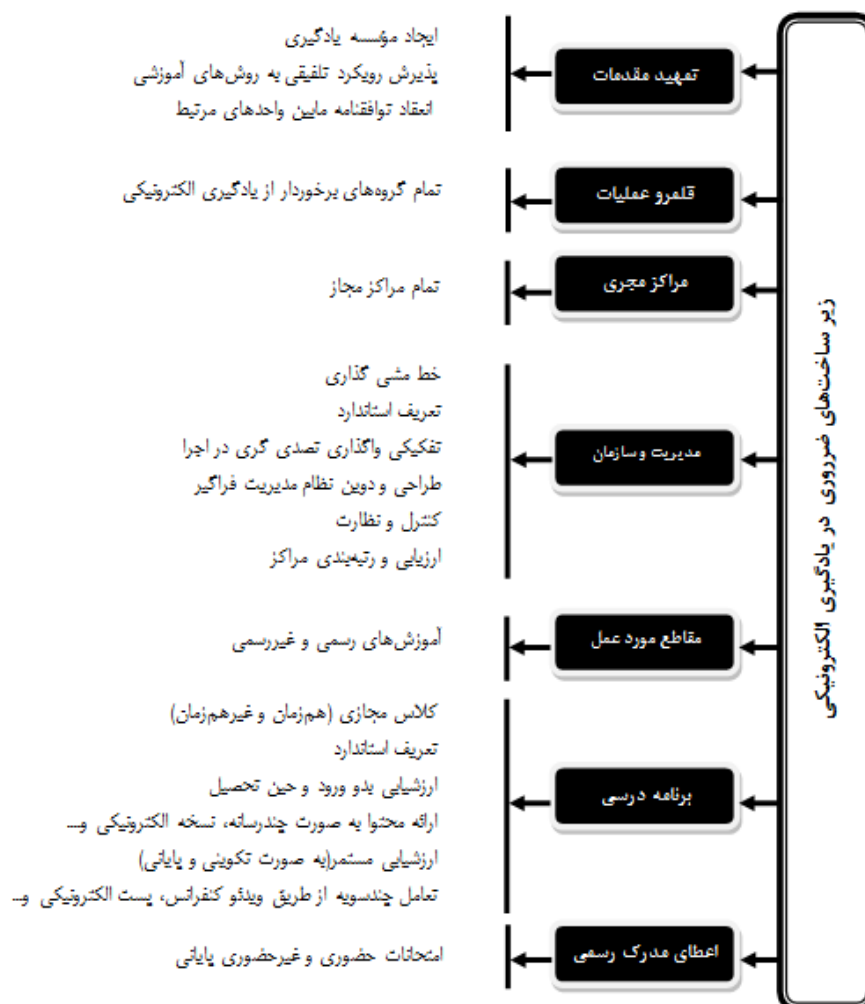 زیر ساخت‌های ضرروری در یادگیری الکترونیکی
تمهید مقدمات
ایجاد مؤسسه یادگیری
پذیرش رویکرد تلفیقی به روش‌های آموزشی
انعقاد توافقنامه مابین واحدهای مرتبط
قلمرو عملیات
تمام گروه‌های برخوردار از یادگیری الکترونیکی
مراکز مجری
تمام مراکز مجاز
مدیریت و سازمان
خط مشی گذاری
تعریف استاندارد
تفکیکی واگذاری تصدی گری در اجرا
طراحی و دوین نظام مدیریت فراگیر
کنترل و نظارت
ارزیابی و رتبه‌بندی مراکز
مقاطع مورد عمل
آموزش‌های رسمی و غیررسمی
برنامه درسی
کلاس مجازی (هم‌زمان و غیرهم‌زمان)
تعریف استاندارد
ارزشیابی بدو ورود و حین تحصیل
ارائه محتوا به صورت چندرسانه، نسخه الکترونیکی و...
ارزشیابی مستمر(به صورت تکوینی و پایانی)
تعامل چندسویه از طریق ویدئو کنفرانس، پست الکترونیکی و...
اعطای مدرک رسمی
امتحانات حضوری و غیرحضوری پایانی